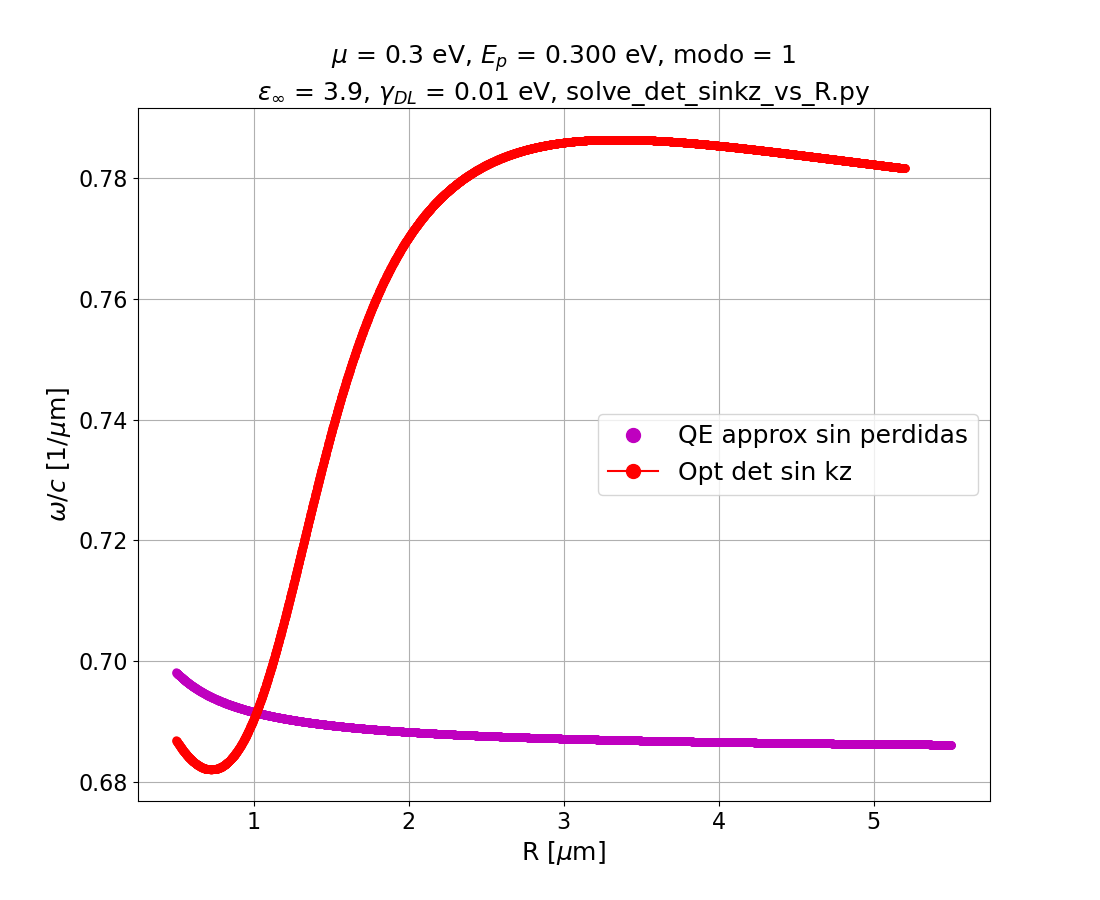 μ = 0.3 eV, E_p = 0.300 eV, modo = 1
ε_∞ = 3.9, γ_DL = 0.01 eV, solve_det_sinkz_vs_R.py
0.78
0.76
0.74
0.72
0.70
0.68
ω/c [1/μm]
QE approx sin perdidas
Opt det sin kz
1 2 3 4 5
R [μm]